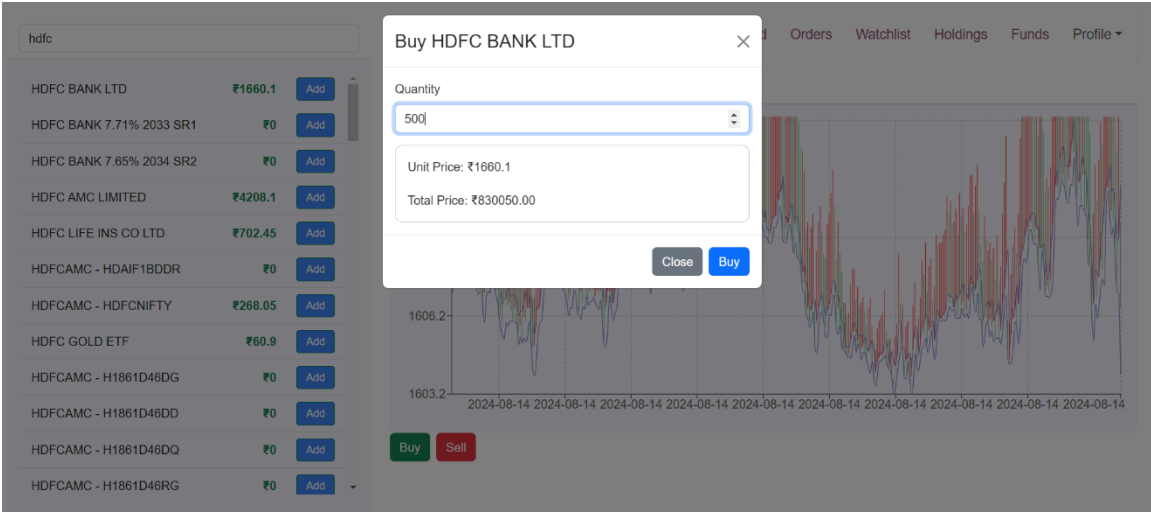 hdfc
HDFC BANK LTD ₹1660.1 Add
HDFC BANK 7.71% 2033 SR1 ₹0 Add
HDFC BANK 7.65% 2034 SR2 ₹0 Add
HDFC AMC LIMITED ₹4208.1 Add
HDFC LIFE INS CO LTD ₹702.45 Add
HDFCAMC - HDAIF1BDDR ₹0 Add
HDFCAMC - HDFCNIFTY ₹268.05 Add
HDFC GOLD ETF ₹60.9 Add
HDFCAMC - H1861D46DG ₹0 Add
HDFCAMC - H1861D46DD ₹0 Add
HDFCAMC - H1861D46DQ ₹0 Add
HDFCAMC - H1861D46RG ₹0 Add
Buy HDFC BANK LTD
Quantity
500
Unit Price: ₹1660.1
Total Price: ₹830050.00
Close Buy
Orders Watchlist Holdings Funds Profile
1606.2
1603.2
2024-08-14 2024-08-14 2024-08-14 2024-08-14 2024-08-14 2024-08-14 2024-08-14 2024-08-14 2024-08-14 2024-08-14
Buy Sell